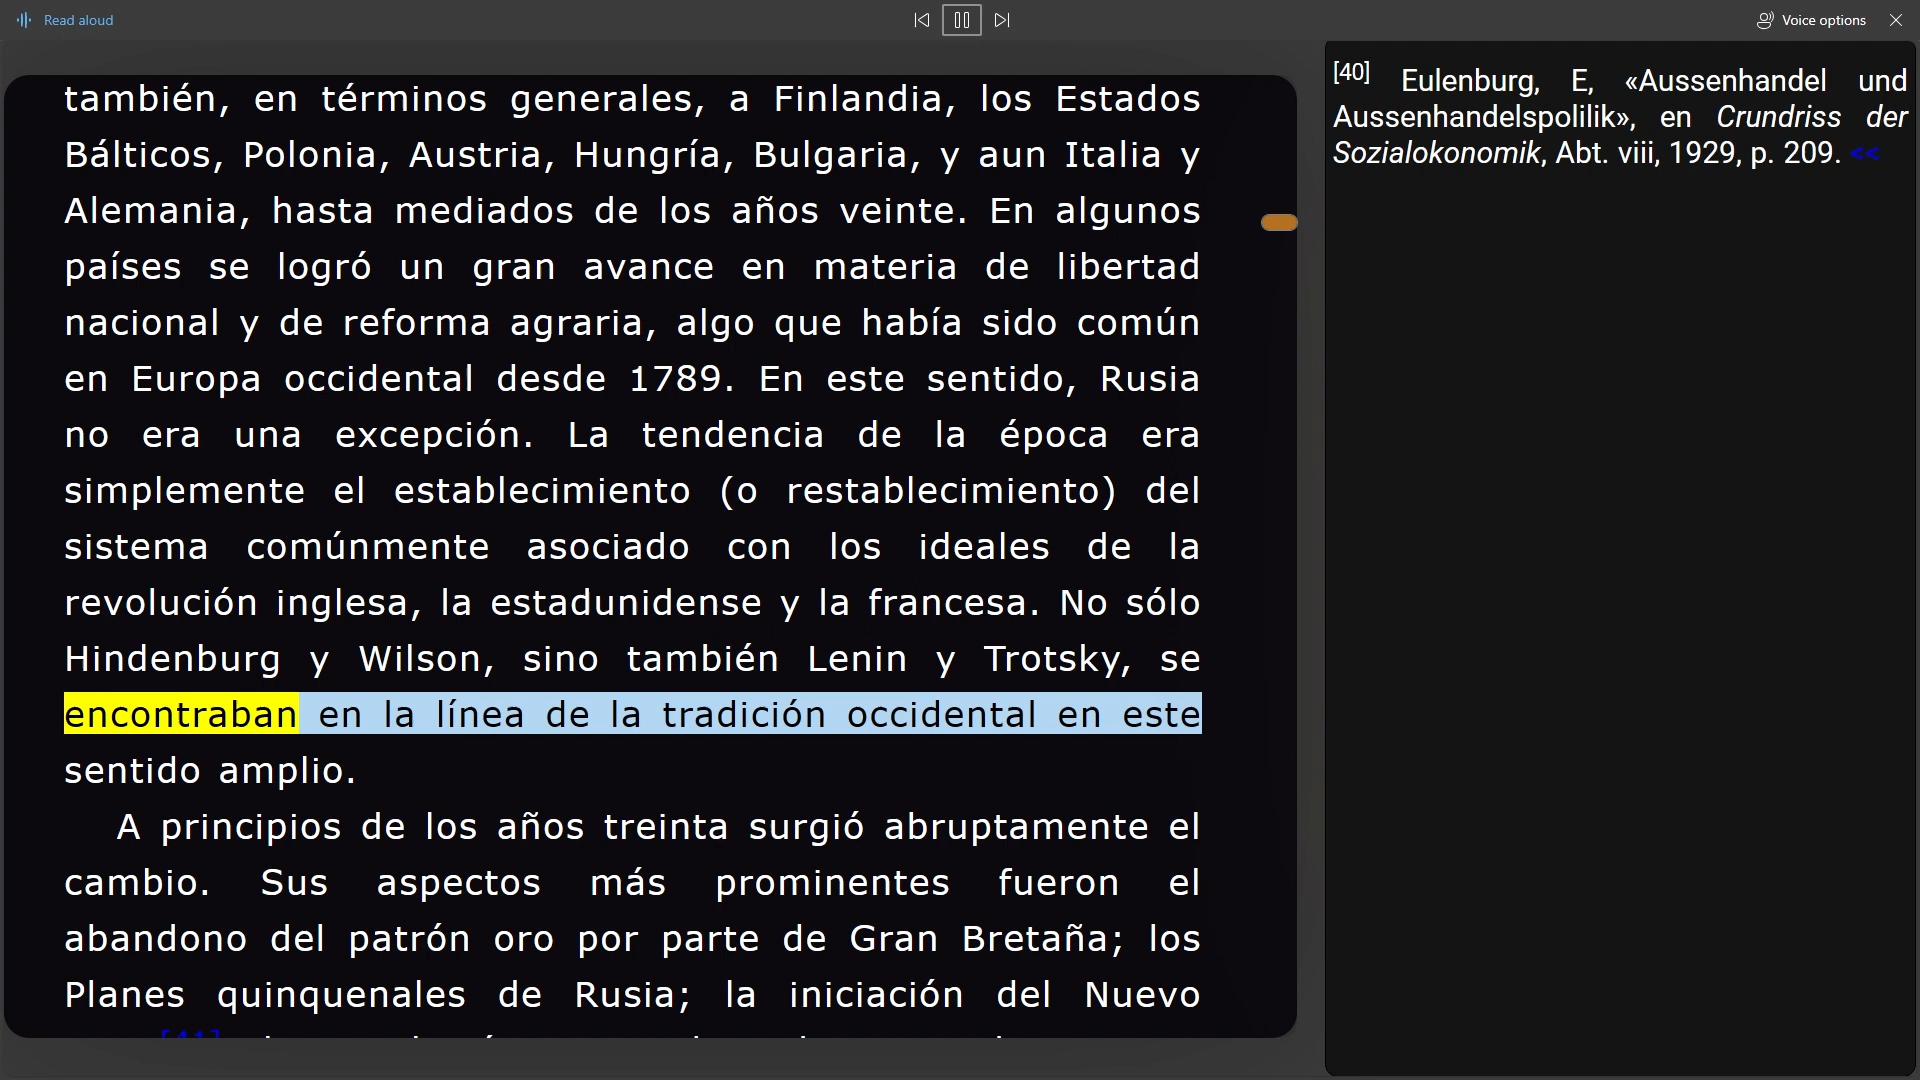 Read aloud
Voice options
también, en términos generales, a Finlandia, los Estados
Bálticos, Polonia, Austria, Hungría, Bulgaria, y aun Italia y
Alemania, hasta mediados de los años veinte. En algunos
países se logró un gran avance en materia de libertad
nacional y de reforma agraria, algo que había sido común
en Europa occidental desde 1789. En este sentido, Rusia
no era una excepción. La tendencia de la época era
simplemente el establecimiento (o restablecimiento) del
sistema comúnmente asociado con los ideales de la
revolución inglesa, la estadunidense y la francesa. No sólo
Hindenburg y Wilson, sino también Lenin y Trotsky, se
encontraban en la línea de la tradición occidental en este
sentido amplio.
A principios de los años treinta surgió abruptamente el
cambio. Sus aspectos más prominentes fueron el
abandono del patrón oro por parte de Gran Bretaña; los
Planes quinquenales de Rusia; la iniciación del Nuevo
[40] Eulenburg, E, «Aussenhandel und
Aussenhandelspolilik», en Crundriss der
Sozialokonomik, Abt. viii, 1929, p. 209. <<